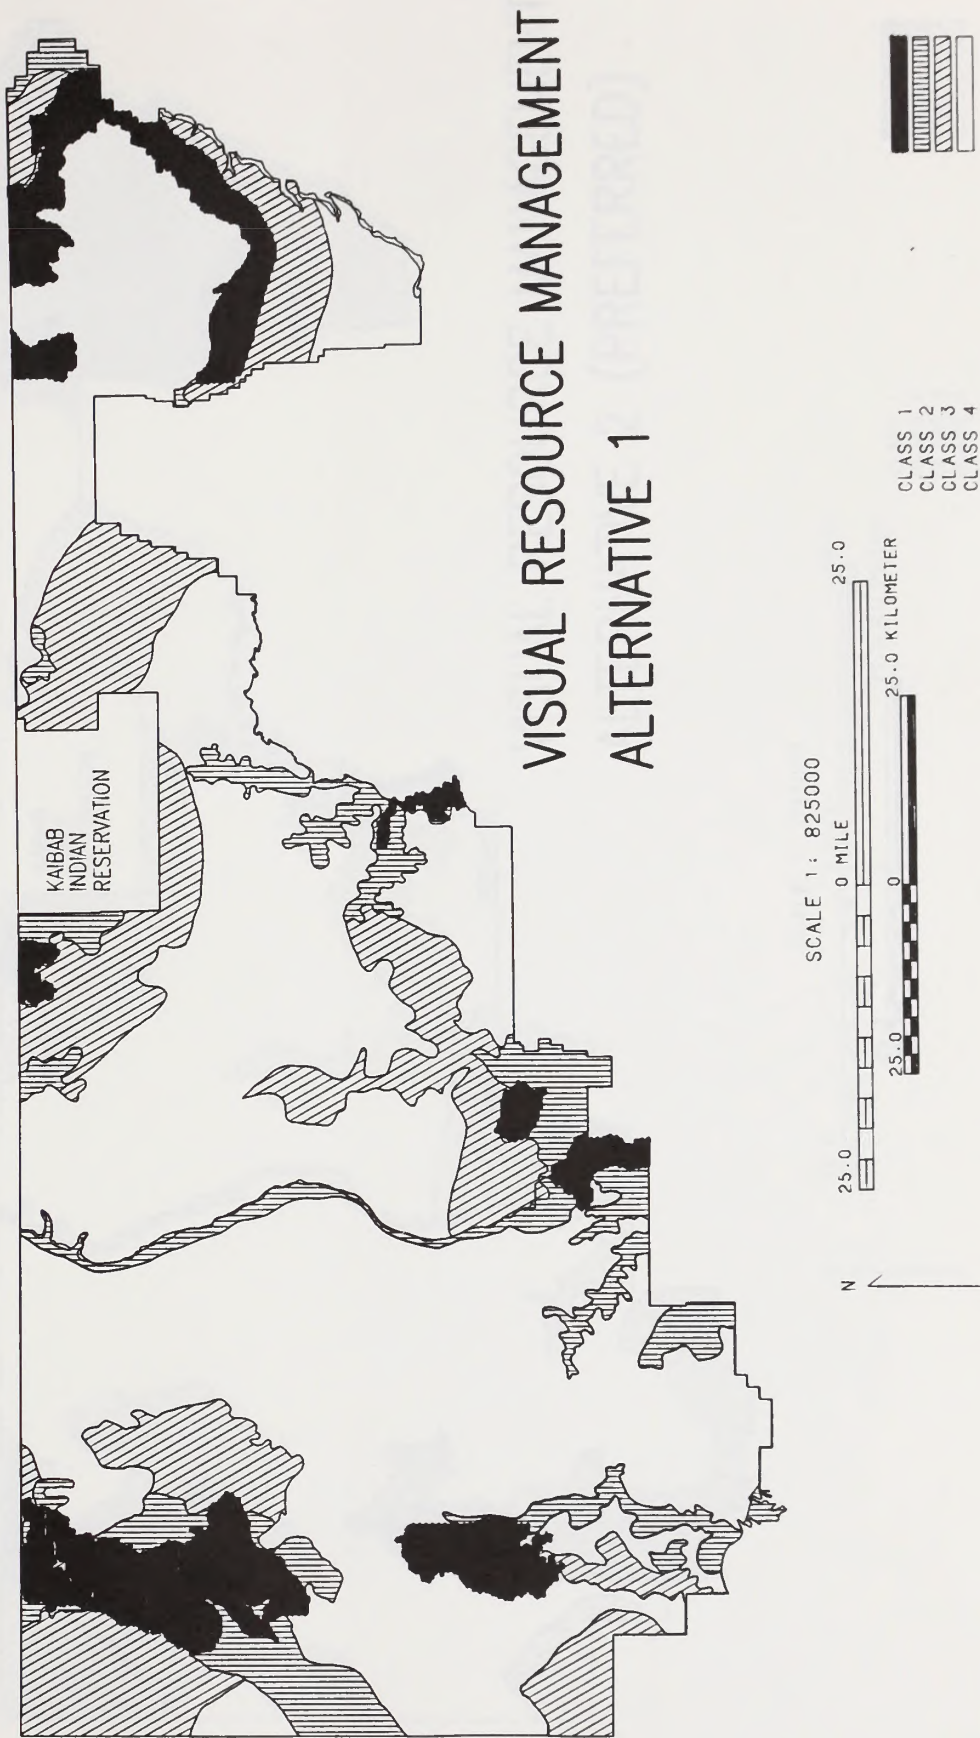 KAIBAB
INDIAN
RESERVATION
VISUAL RESOURCE MANAGEMENT
ALTERNATIVE 1
SCALE 1 : 825000
25.0 0 MILE 25.0
25.0 0 25.0 KILOMETER
N
CLASS 1
CLASS 2
CLASS 3
CLASS 4
(PREFERRED)